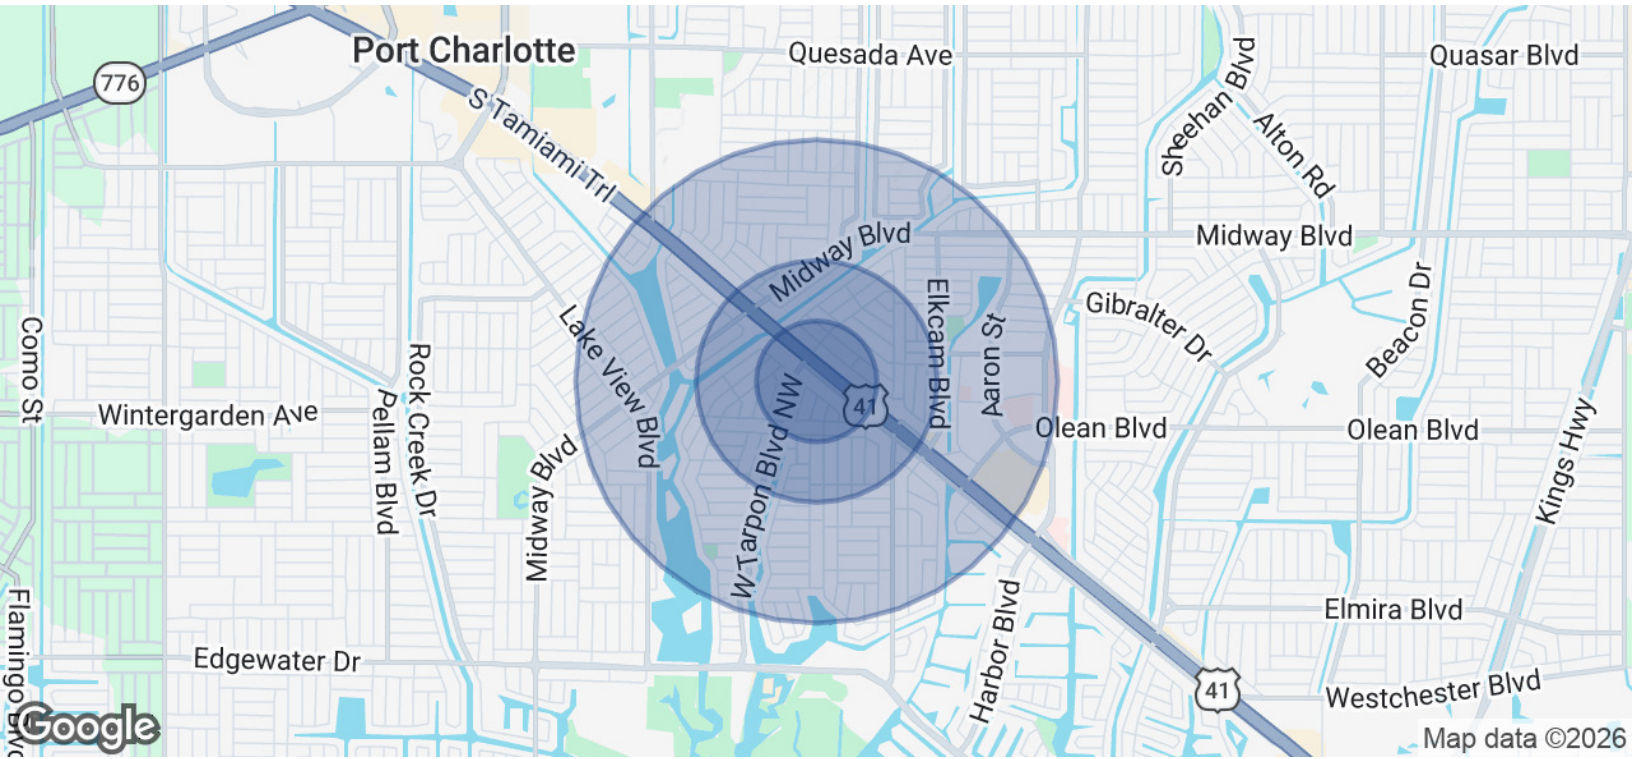 Port Charlotte
Quesada Ave
Quasar Blvd
776
S Tamiami Trl
Sheehan Blvd
Alton Rd
Midway Blvd
Midway Blvd
Elkcam Blvd
Aaron St
Gibralter Dr
Beacon Dr
Como St
Lake View Blvd
Rock Creek Dr
Pellam Blvd
Wintergarden Ave
41
W Tarpon Blvd NW
Olean Blvd
Olean Blvd
Kings Hwy
Midway Blvd
Flamingo Blvd
Harbor Blvd
Elmira Blvd
Edgewater Dr
41
Westchester Blvd
Google
Map data ©2026